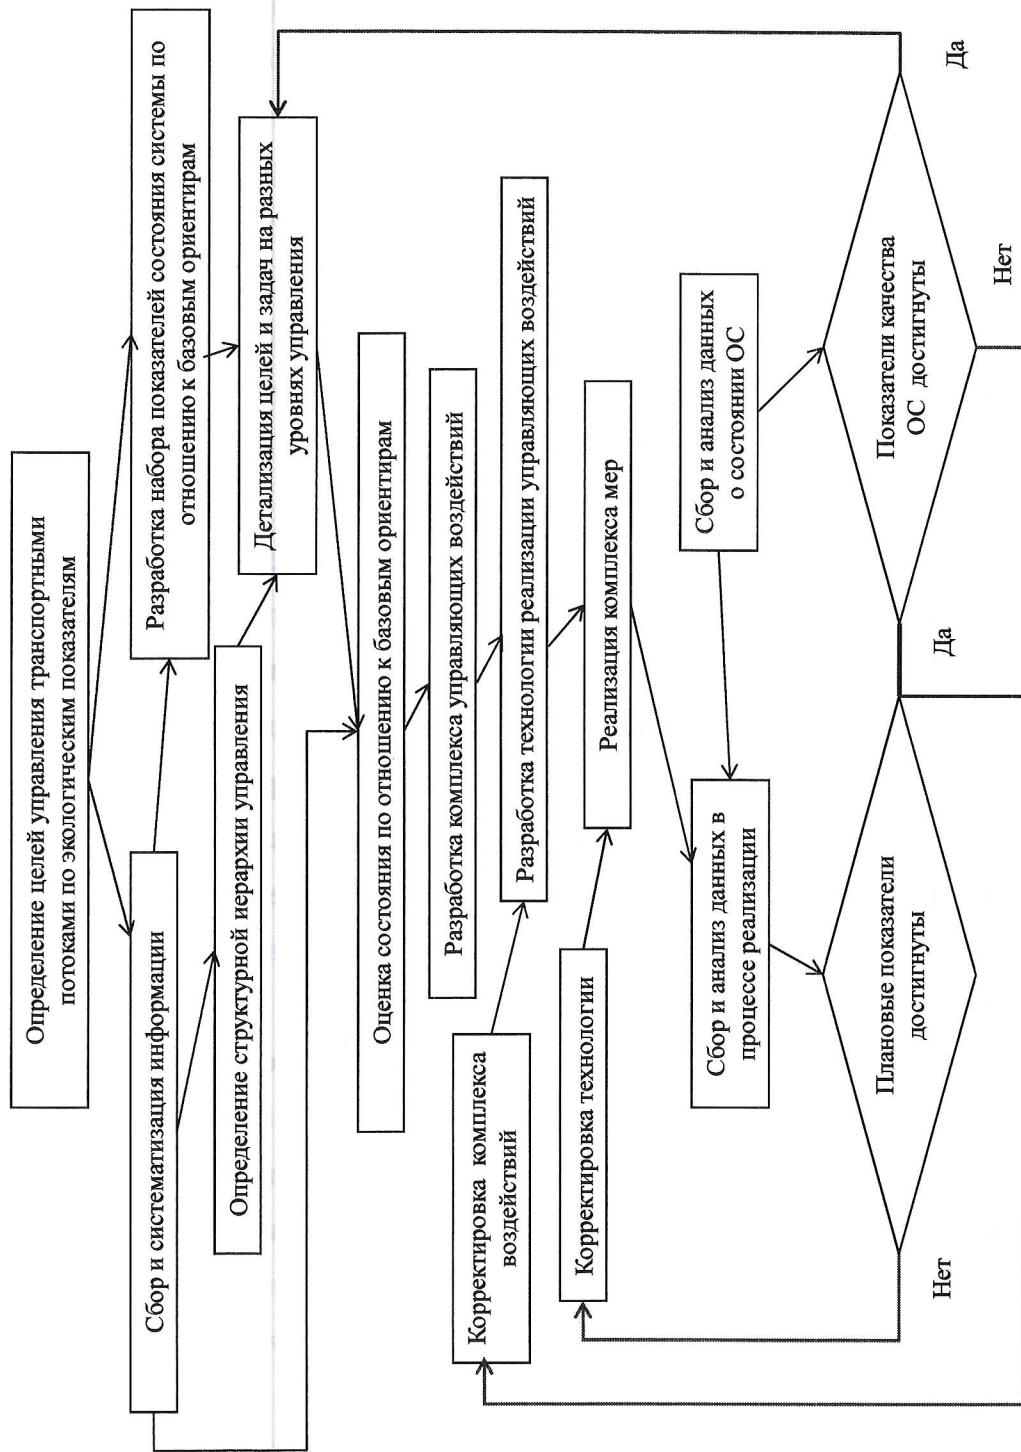 Определение целей управления транспортными
потоками по экологическим показателям
Сбор и систематизация информации
Разработка набора показателей состояния системы по
отношению к базовым ориентирам
Определение структурной иерархии управления
Детализация целей и задач на разных
уровнях управления
Оценка состояния по отношению к базовым ориентирам
Разработка комплекса управляющих воздействий
Корректировка комплекса
воздействий
Разработка технологии реализации управляющих воздействий
Корректировка технологии
Реализация комплекса мер
Сбор и анализ данных в
процессе реализации
Сбор и анализ данных
о состоянии ОС
Плановые показатели
достигнуты
Показатели качества
ОС достигнуты
Нет
Да
Нет
Да